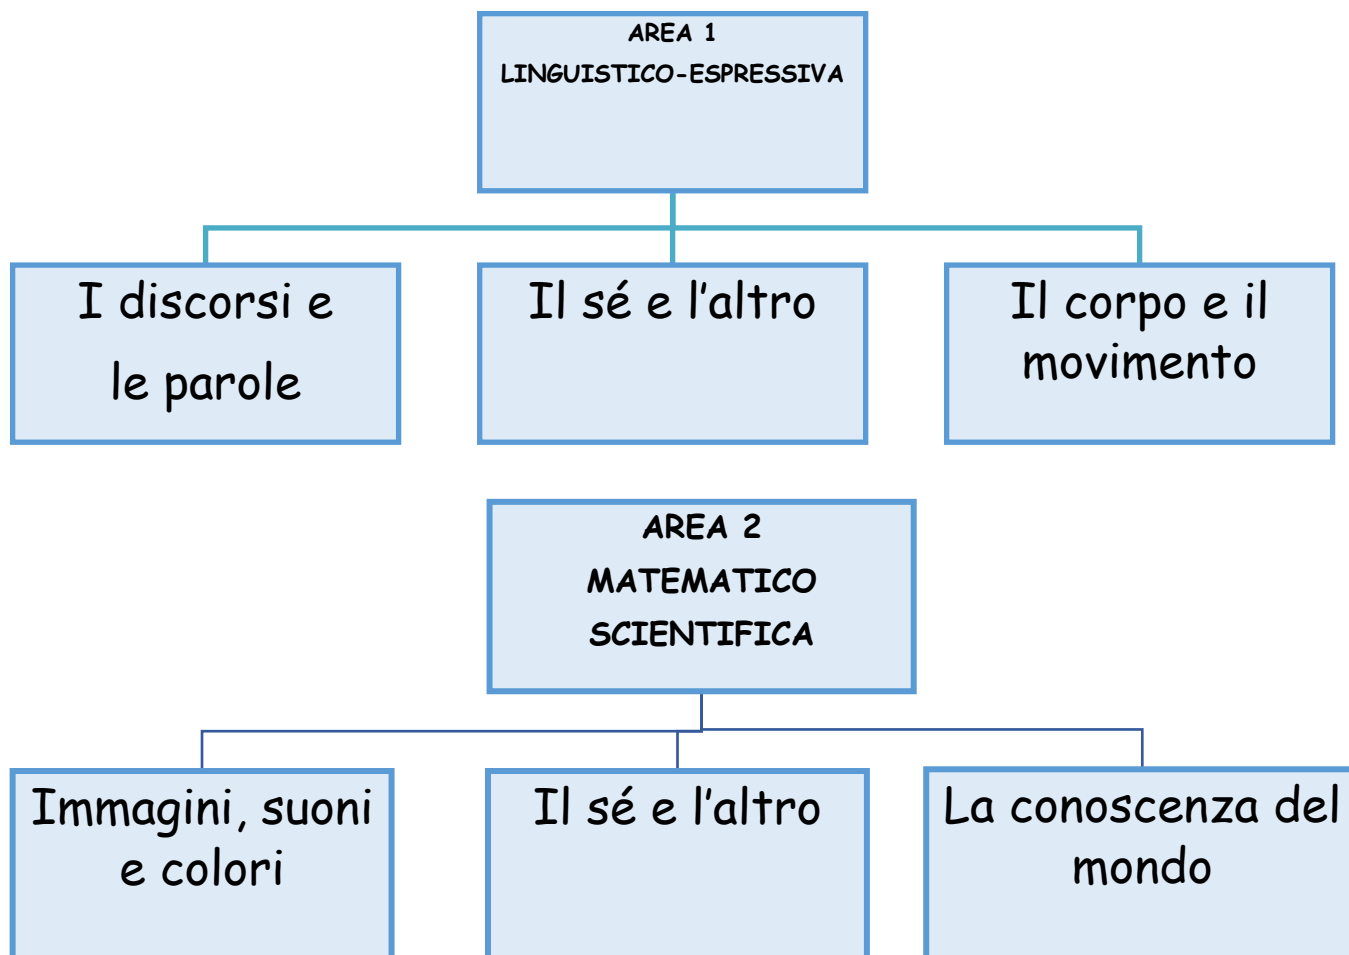 AREA 1
LINGUISTICO-ESPRESSIVA
I discorsi e
le parole
Il sé e l'altro
Il corpo e il
movimento
AREA 2
MATEMATICO
SCIENTIFICA
Immagini, suoni
e colori
Il sé e l'altro
La conoscenza del
mondo